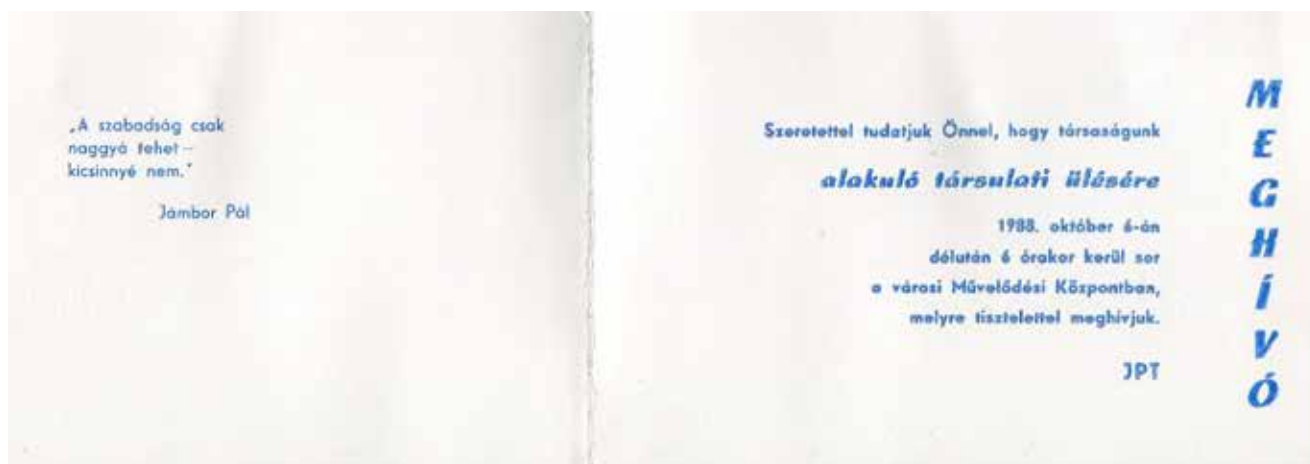 „A szabadság csak
naggyá tehet –
kicsinnyé nem."
Jámbor Pál
Szeretettel tudatjuk Önnel, hogy társaságunk
alakuló társulati ülésére
1988. október 6-án
délután 6 órakor kerül sor
a városi Művelődési Központban,
melyre tisztelettel meghívjuk.
JPT
MEGHÍVÓ